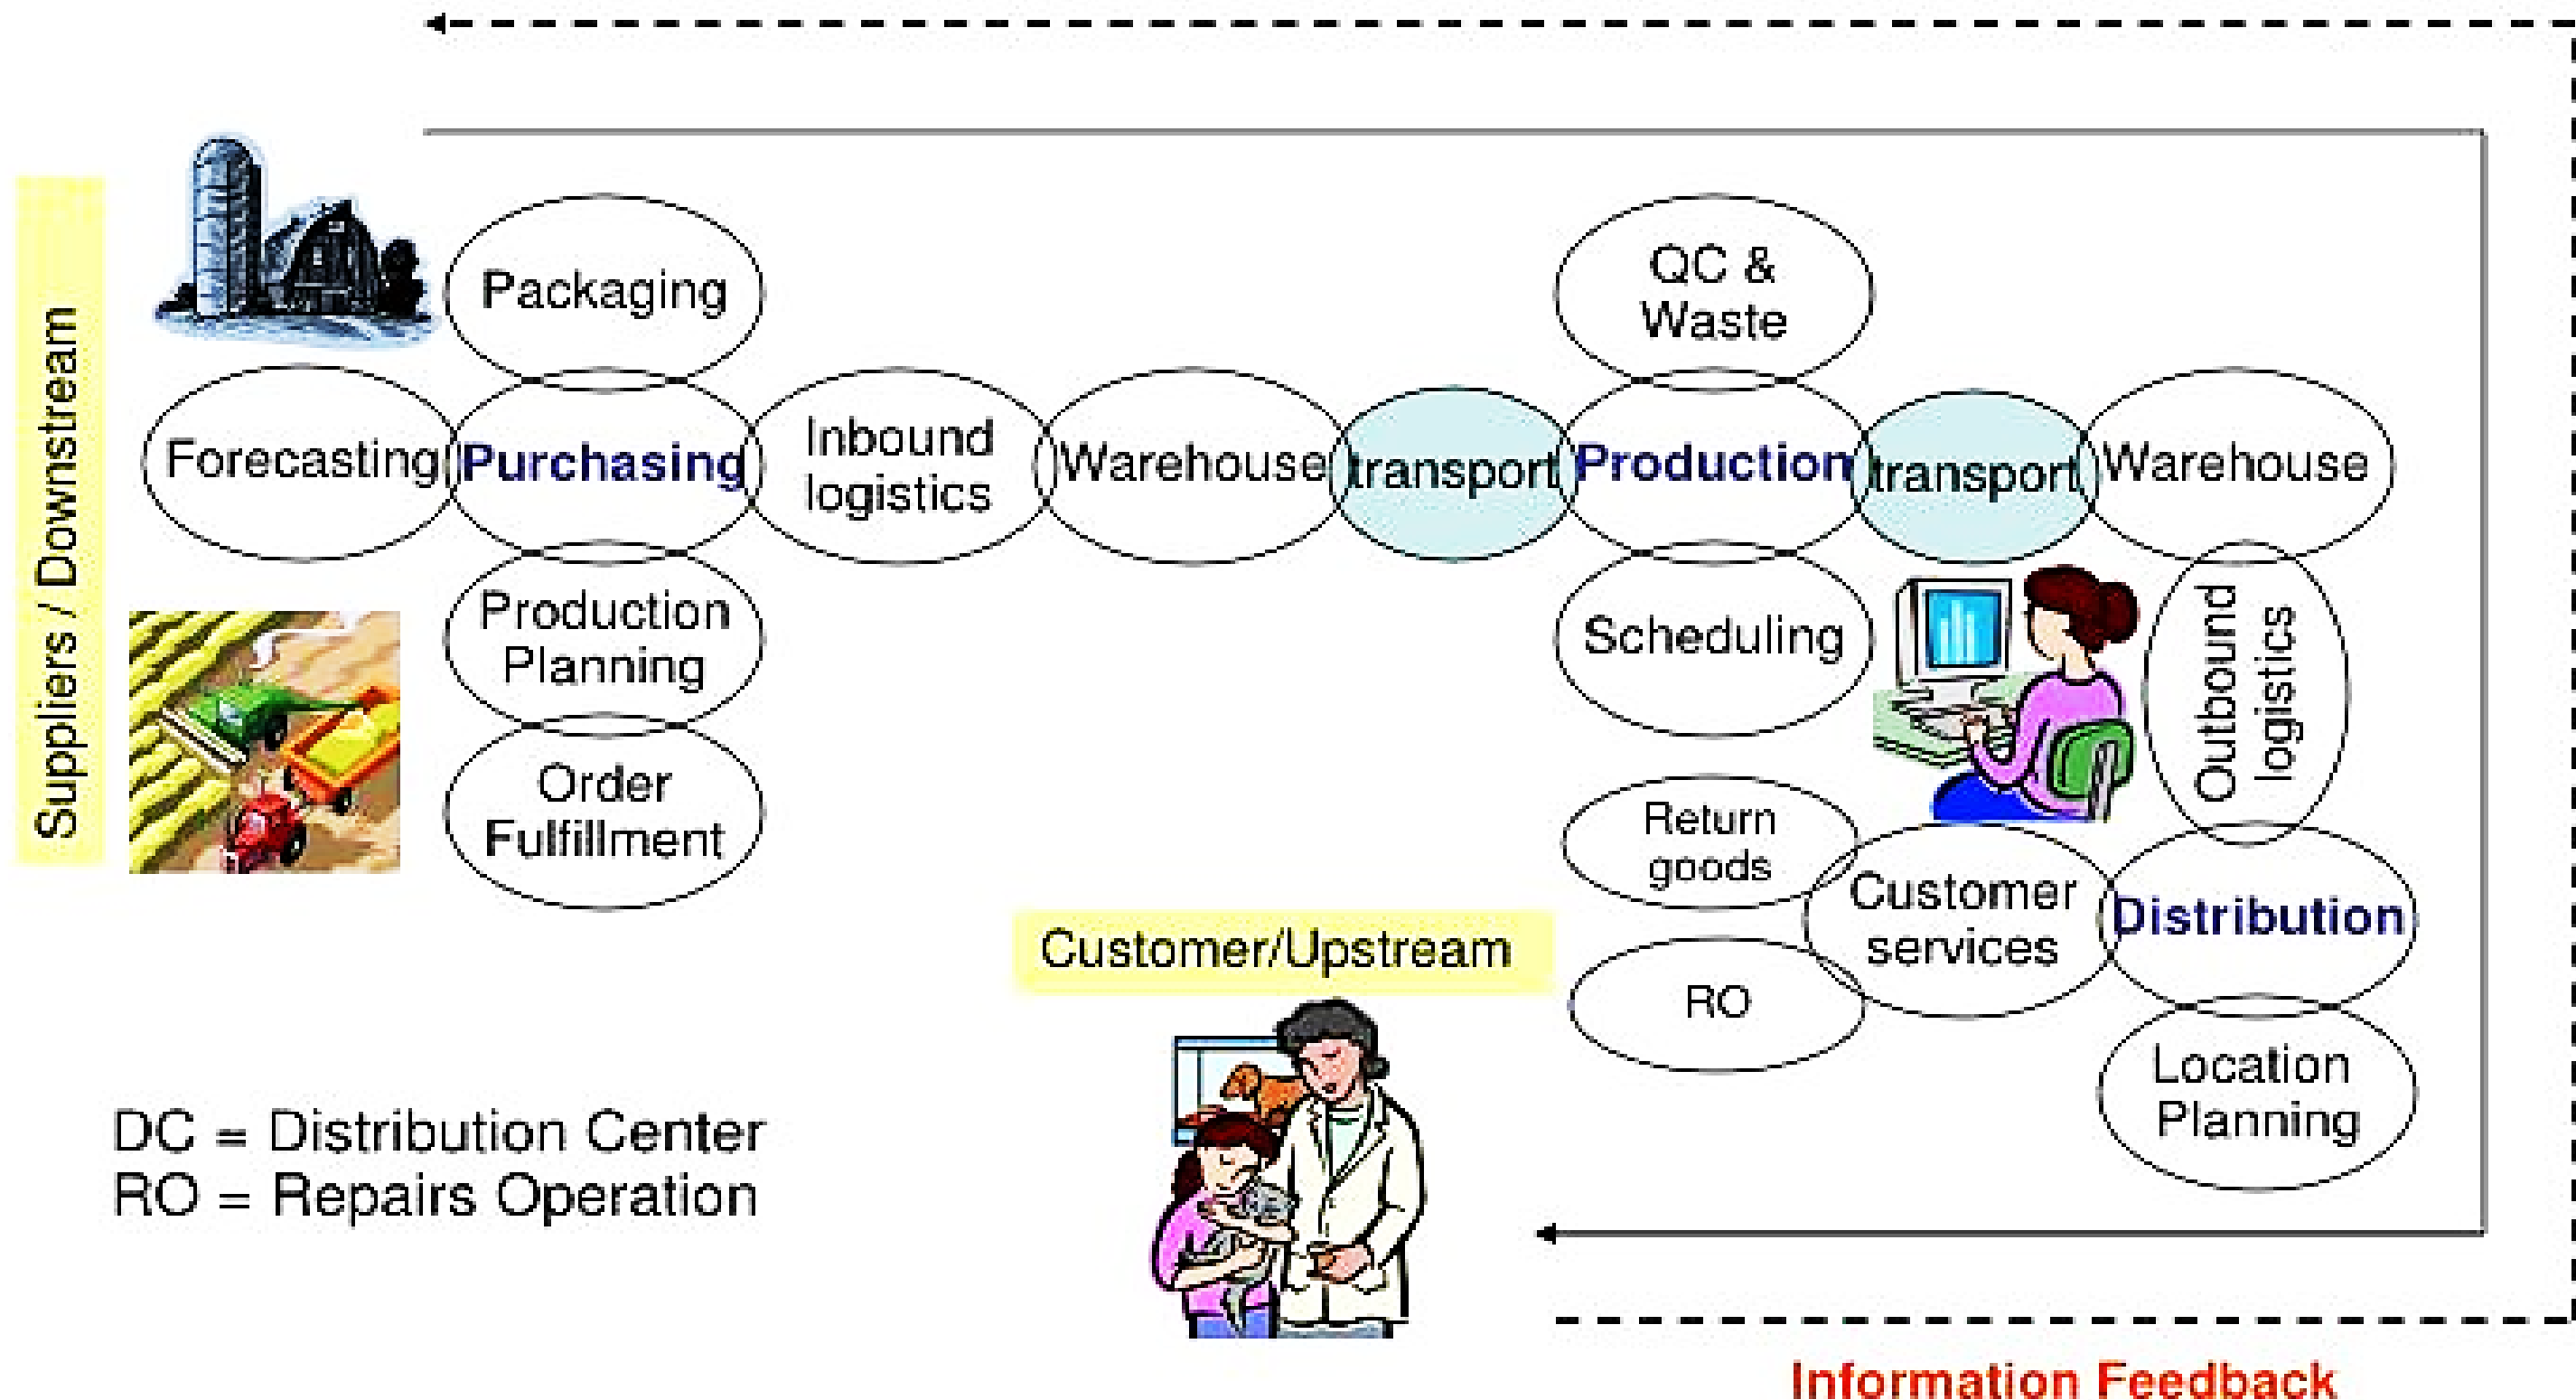 Suppliers / Downstream
Packaging
QC &
Waste
Forecasting
Purchasing
Inbound
logistics
Warehouse
transport
Production
transport
Warehouse
Production
Planning
Scheduling
Outbound
logistics
Order
Fulfillment
Return
goods
Customer
services
Distribution
Customer/Upstream
RO
Location
Planning
DC = Distribution Center
RO = Repairs Operation
Information Feedback